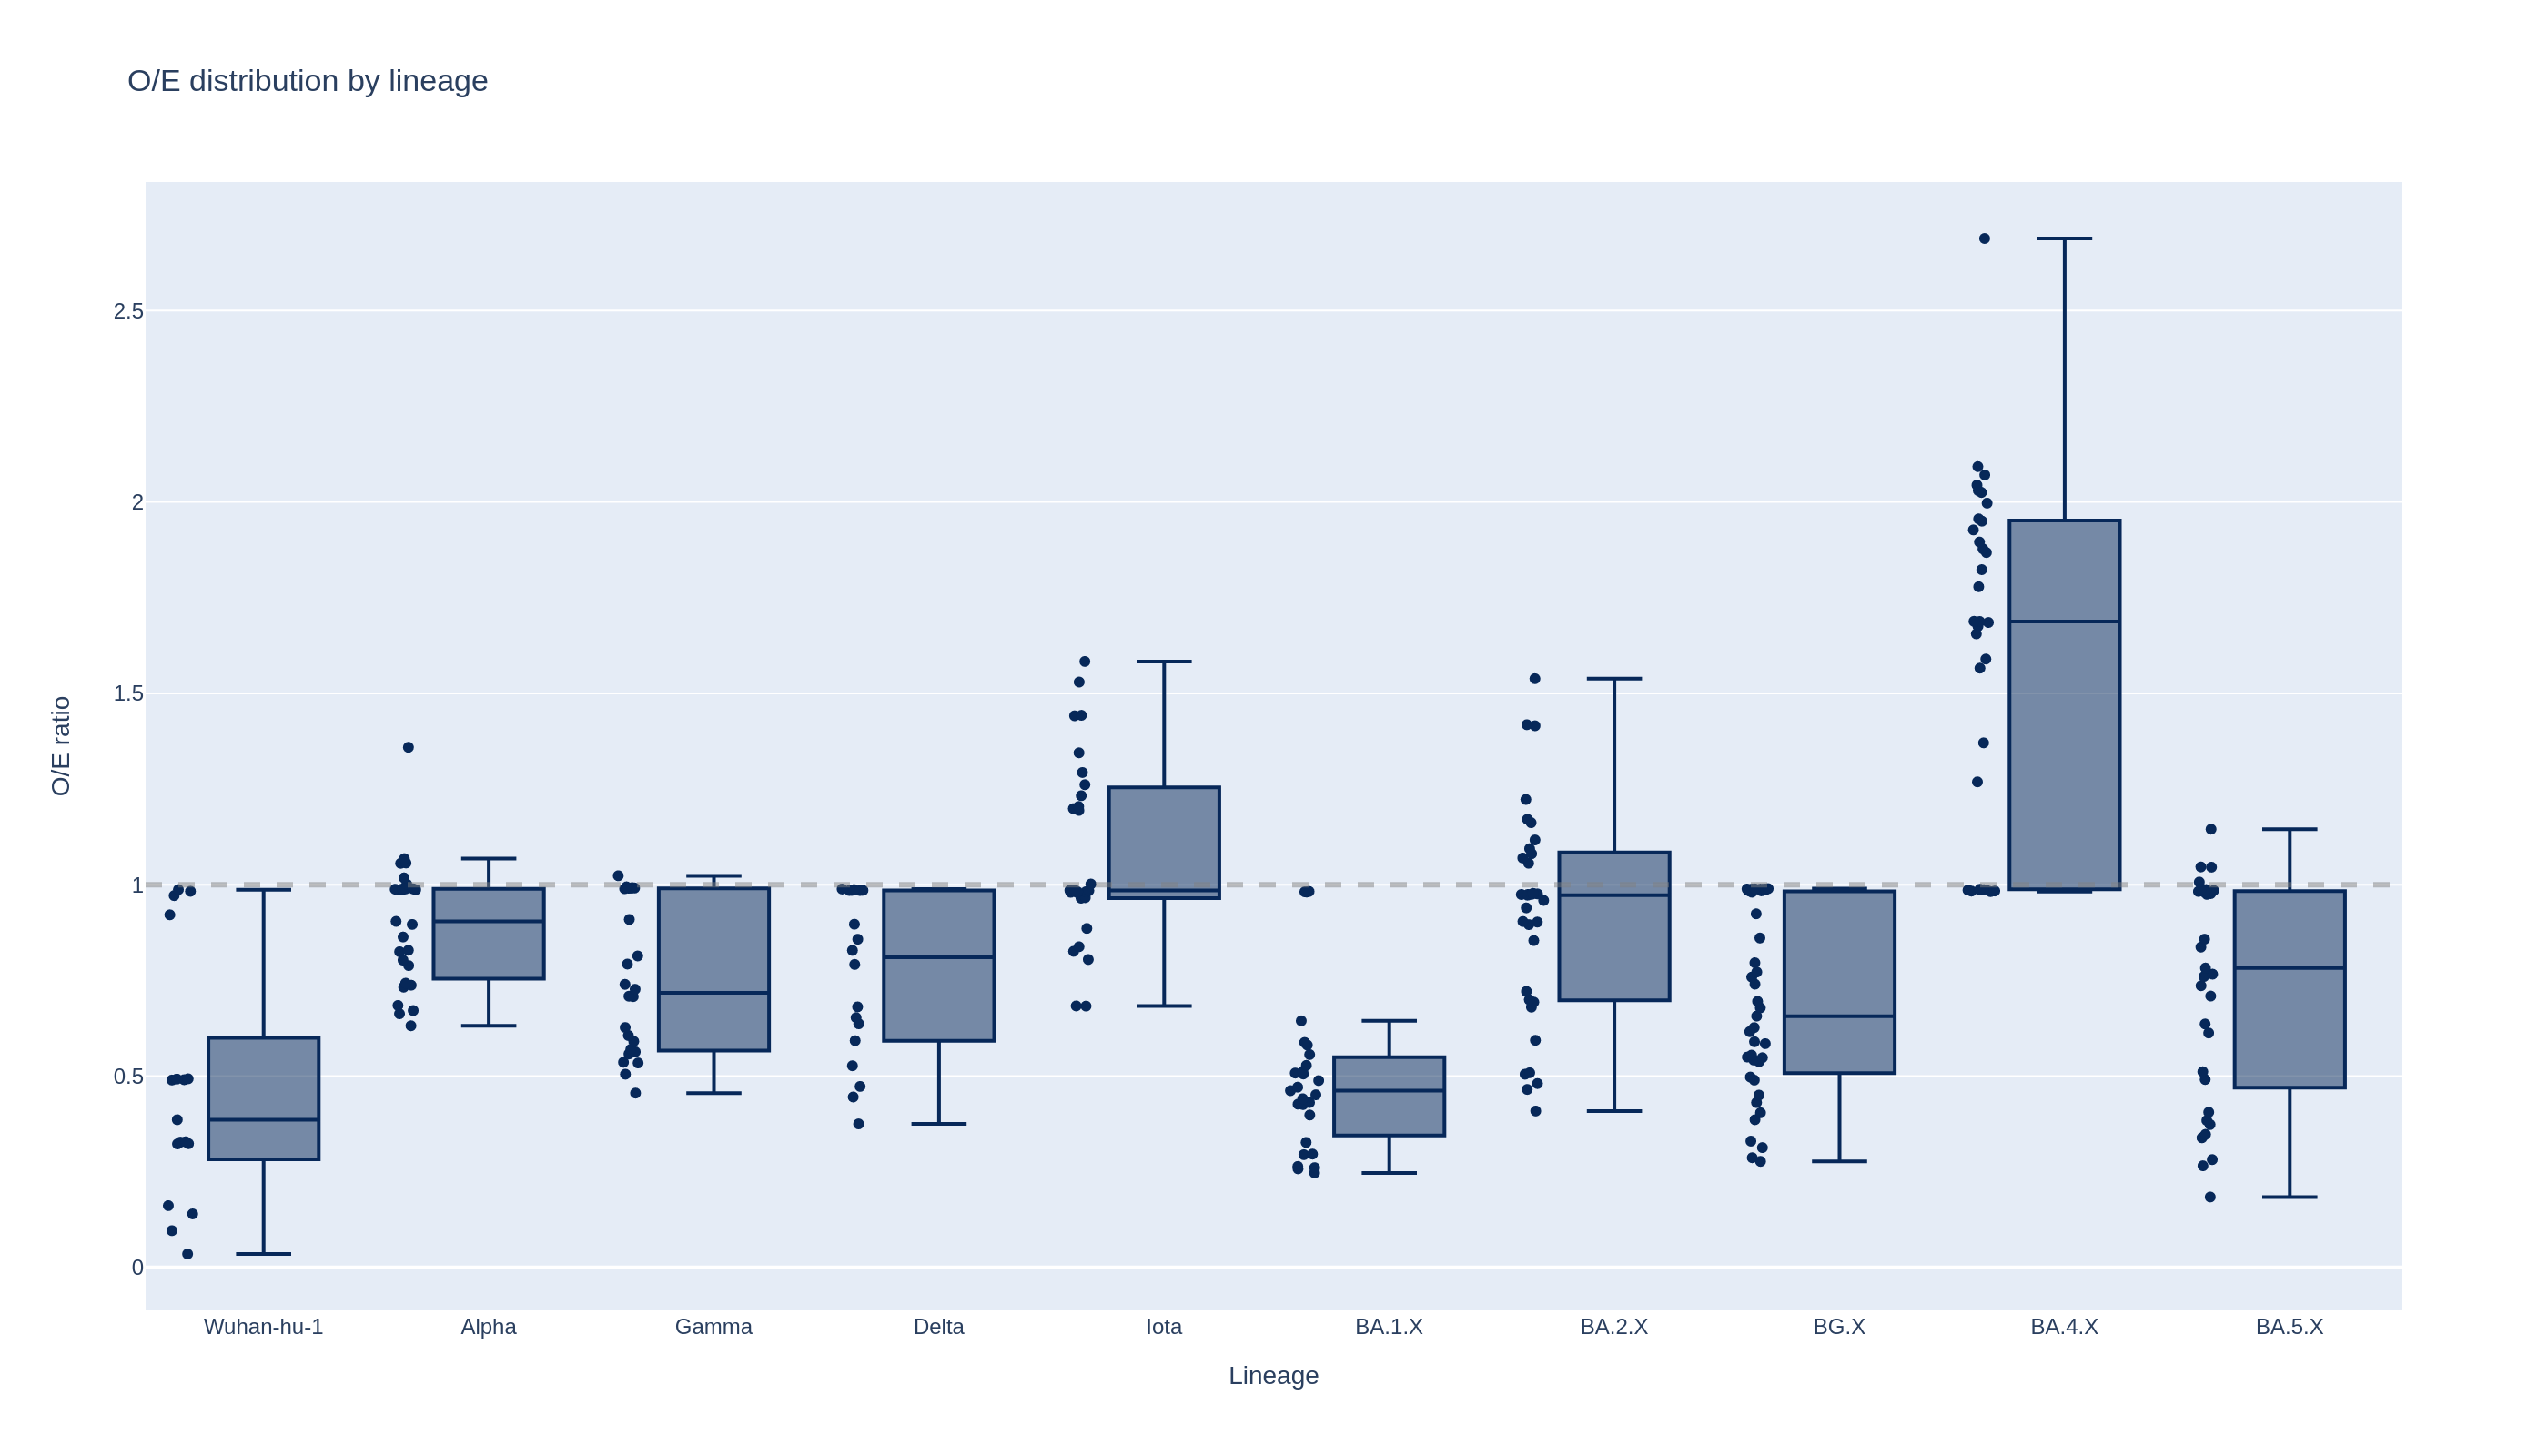 O/E distribution by lineage
2.5
2
1.5
1
0.5
0
O/E ratio
Wuhan-hu-1 Alpha Gamma Delta Iota BA.1.X BA.2.X BG.X BA.4.X BA.5.X
Lineage